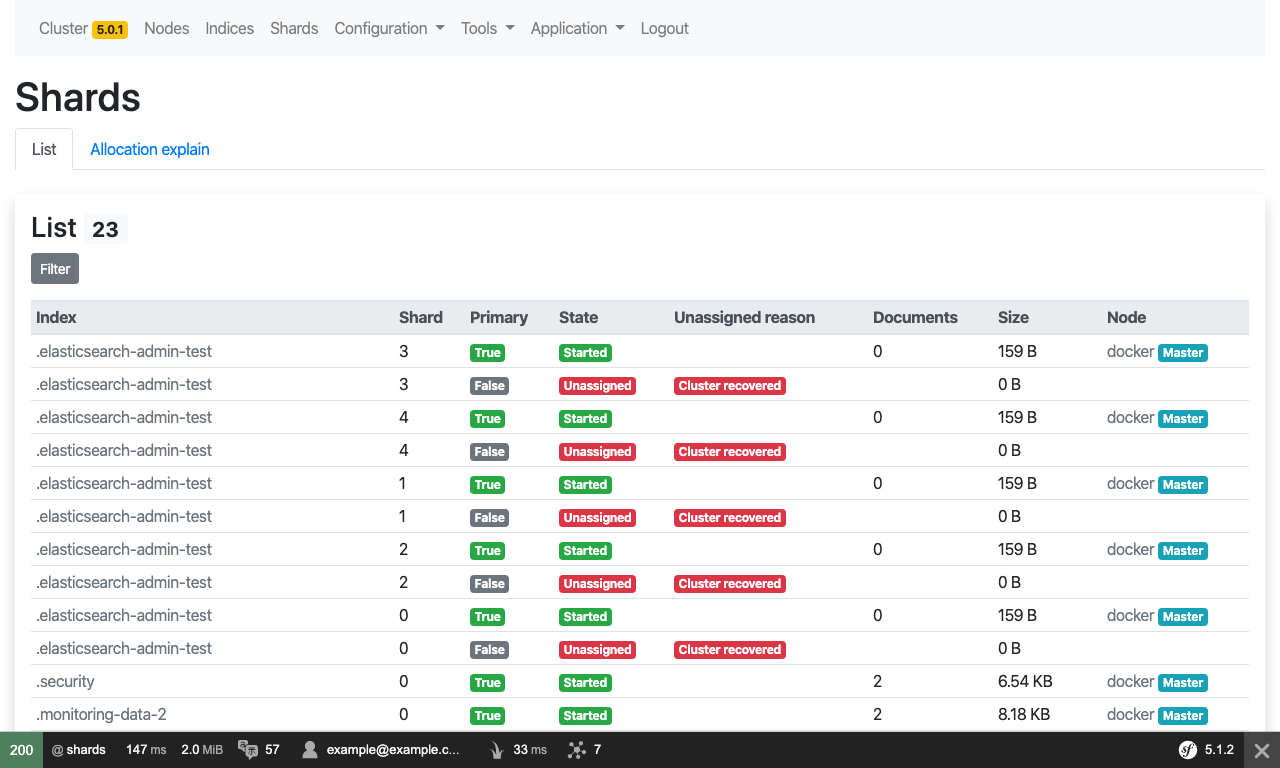 Cluster 5.0.1 Nodes Indices Shards Configuration Tools Application Logout
Shards
List Allocation explain
List 23
Filter
Index Shard Primary State Unassigned reason Documents Size Node
.elasticsearch-admin-test 3 True Started 0 159 B docker Master
.elasticsearch-admin-test 3 False Unassigned Cluster recovered 0 B
.elasticsearch-admin-test 4 True Started 0 159 B docker Master
.elasticsearch-admin-test 4 False Unassigned Cluster recovered 0 B
.elasticsearch-admin-test 1 True Started 0 159 B docker Master
.elasticsearch-admin-test 1 False Unassigned Cluster recovered 0 B
.elasticsearch-admin-test 2 True Started 0 159 B docker Master
.elasticsearch-admin-test 2 False Unassigned Cluster recovered 0 B
.elasticsearch-admin-test 0 True Started 0 159 B docker Master
.elasticsearch-admin-test 0 False Unassigned Cluster recovered 0 B
.security 0 True Started 2 6.54 KB docker Master
.monitoring-data-2 0 True Started 2 8.18 KB docker Master
200 @ shards 147 ms 2.0 MiB 57 example@example.c... 33 ms 7 sf 5.1.2